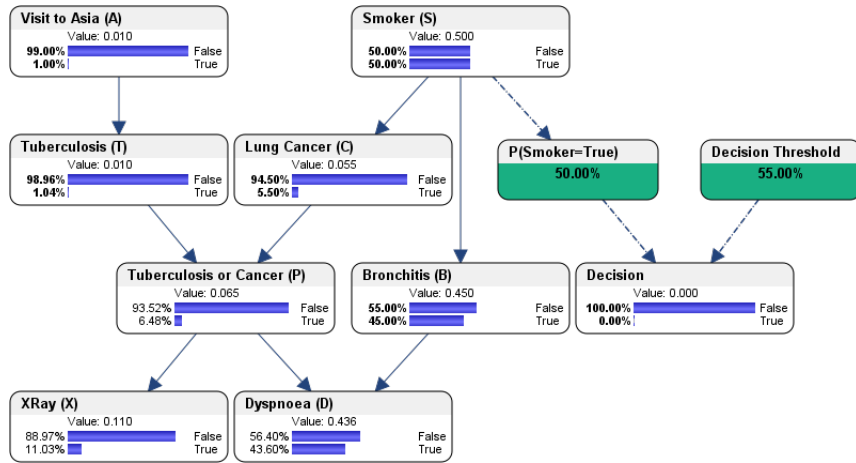 Visit to Asia (A)
Value: 0.010
99.00% False
1.00% True
Smoker (S)
Value: 0.500
50.00% False
50.00% True
Tuberculosis (T)
Value: 0.010
98.96% False
1.04% True
Lung Cancer (C)
Value: 0.055
94.50% False
5.50% True
P(Smoker=True)
50.00%
Decision Threshold
55.00%
Tuberculosis or Cancer (P)
Value: 0.065
93.52% False
6.48% True
Bronchitis (B)
Value: 0.450
55.00% False
45.00% True
Decision
Value: 0.000
100.00% False
0.00% True
XRay (X)
Value: 0.110
88.97% False
11.03% True
Dyspnoea (D)
Value: 0.436
56.40% False
43.60% True